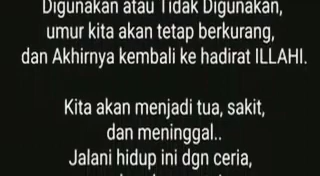 Digunakan atau Tidak Digunakan,
umur kita akan tetap berkurang,
dan Akhirnya kembali ke hadirat ILLAHI.
Kita akan menjadi tua, sakit,
dan meninggal..
Jalani hidup ini dgn ceria,